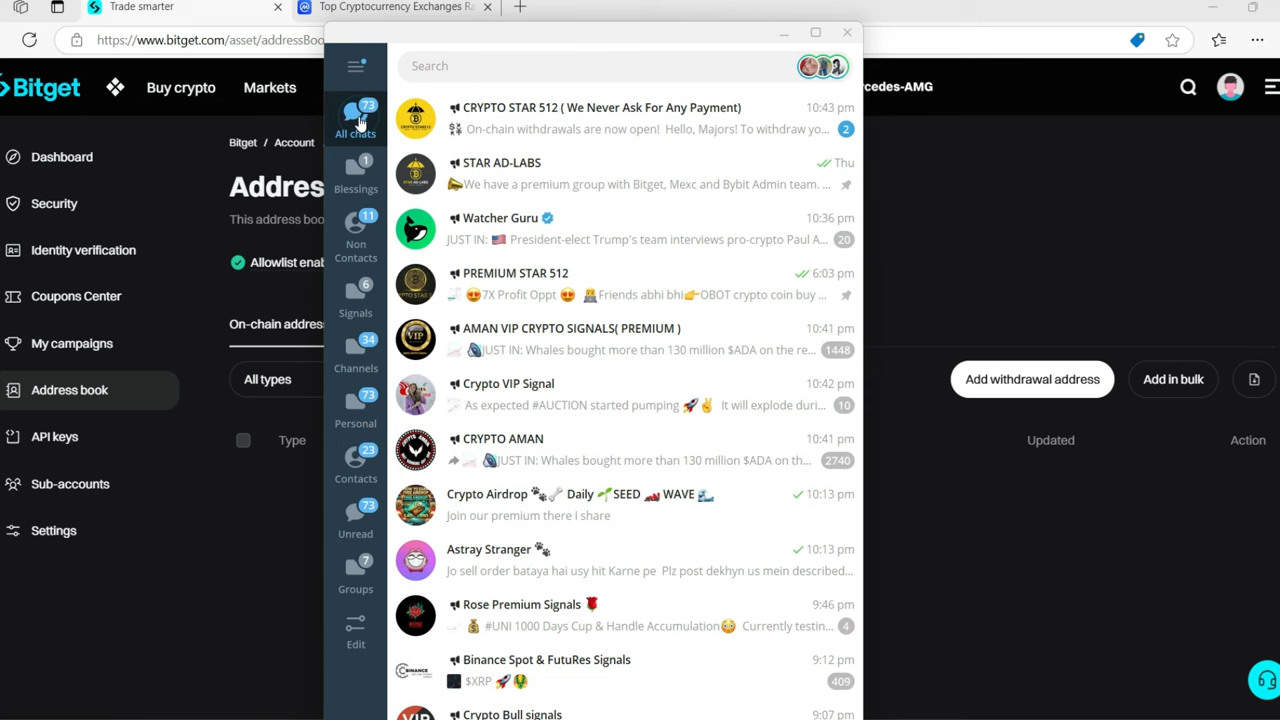 Trade smarter
Top Cryptocurrency Exchanges Ra
https://www.bitget.com/asset/addressBoo
Bitget
Buy crypto
Markets
rcedes-AMG
Dashboard
Security
Identity verification
Coupons Center
My campaigns
Address book
API keys
Sub-accounts
Settings
Bitget / Account /
Addres
This address boo
Allowlist enab
On-chain address
All types
Type
Add withdrawal address
Add in bulk
Updated
Action
73
All chats
1
Blessings
11
Non
Contacts
6
Signals
34
Channels
73
Personal
23
Contacts
73
Unread
7
Groups
Edit
Search
CRYPTO STAR 512 ( We Never Ask For Any Payment) 10:43 pm
On-chain withdrawals are now open! Hello, Majors! To withdraw yo... 2
STAR AD-LABS Thu
We have a premium group with Bitget, Mexc and Bybit Admin team. ...
Watcher Guru 10:36 pm
JUST IN: 🇺🇸 President-elect Trump's team interviews pro-crypto Paul A... 20
PREMIUM STAR 512 6:03 pm
😍7X Profit Oppt 😍 👨‍💻Friends abhi bhi👉OBOT crypto coin buy ...
AMAN VIP CRYPTO SIGNALS( PREMIUM ) 10:41 pm
JUST IN: Whales bought more than 130 million $ADA on the re... 1448
Crypto VIP Signal 10:42 pm
As expected #AUCTION started pumping 🚀✌️ It will explode duri... 10
CRYPTO AMAN 10:41 pm
JUST IN: Whales bought more than 130 million $ADA on th... 2740
Crypto Airdrop 🐾🦴 Daily 🌱SEED 🏎️ WAVE 🌊 10:13 pm
Join our premium there I share
Astray Stranger 🐾 10:13 pm
Jo sell order bataya hai usy hit Karne pe Plz post dekhyn us mein described...
Rose Premium Signals 🌹 9:46 pm
💰 #UNI 1000 Days Cup & Handle Accumulation😳 Currently testin... 4
Binance Spot & FutuRes Signals 9:12 pm
$XRP 🚀🤑 409
Crypto Bull signals 9:07 pm